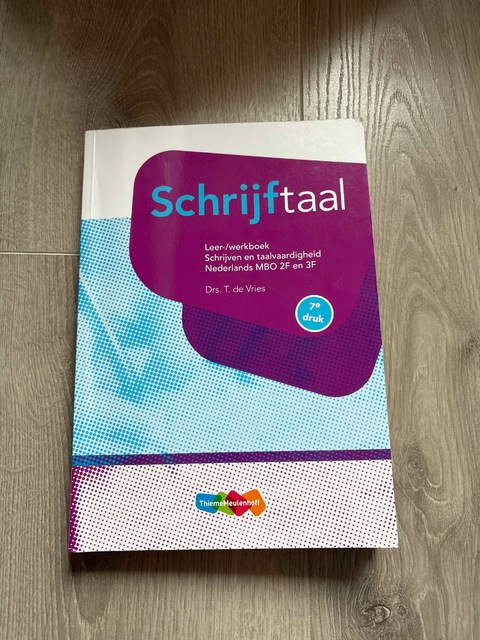 Schrijftaal
Leer-/werkboek
Schrijven en taalvaardigheid
Nederlands MBO 2F en 3F
Drs. T. de Vries
7e
druk
ThiemeMeulenhoff